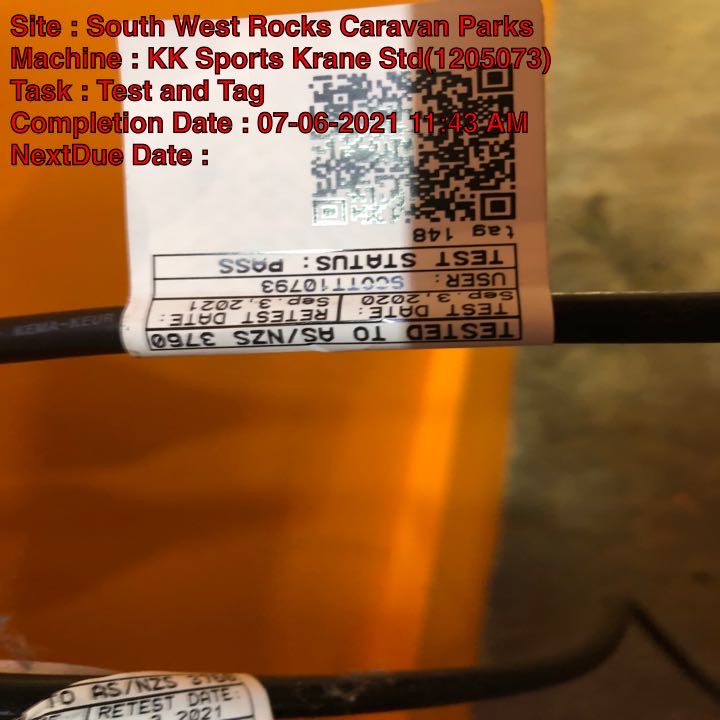 Site : South West Rocks Caravan Parks
Machine : KK Sports Krane Std(1205073)
Task : Test and Tag
Completion Date : 07-06-2021 11:43 AM
NextDue Date :
TESTED TO AS/NZS 3760
TEST DATE: RETEST DATE:
Sep.3,2020 Sep.3,2021
USER: SCOTT10793
TEST STATUS: PASS
tag 148
KEMA-KEUR
TO AS/NZS 3760
RETEST DATE:
2021